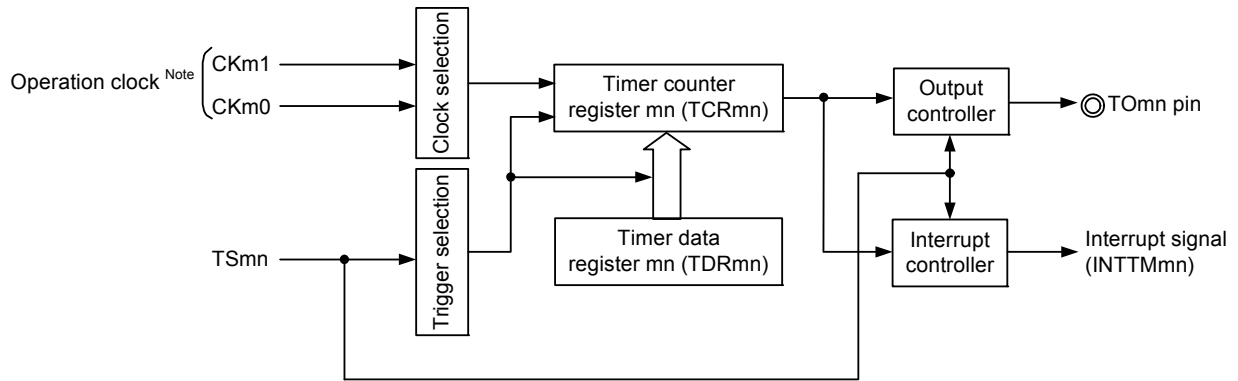 Operation clock Note
CKm1
CKm0
Clock selection
Timer counter
register mn (TCRmn)
Output
controller
TOmn pin
TSmn
Trigger selection
Timer data
register mn (TDRmn)
Interrupt
controller
Interrupt signal
(INTTMmn)